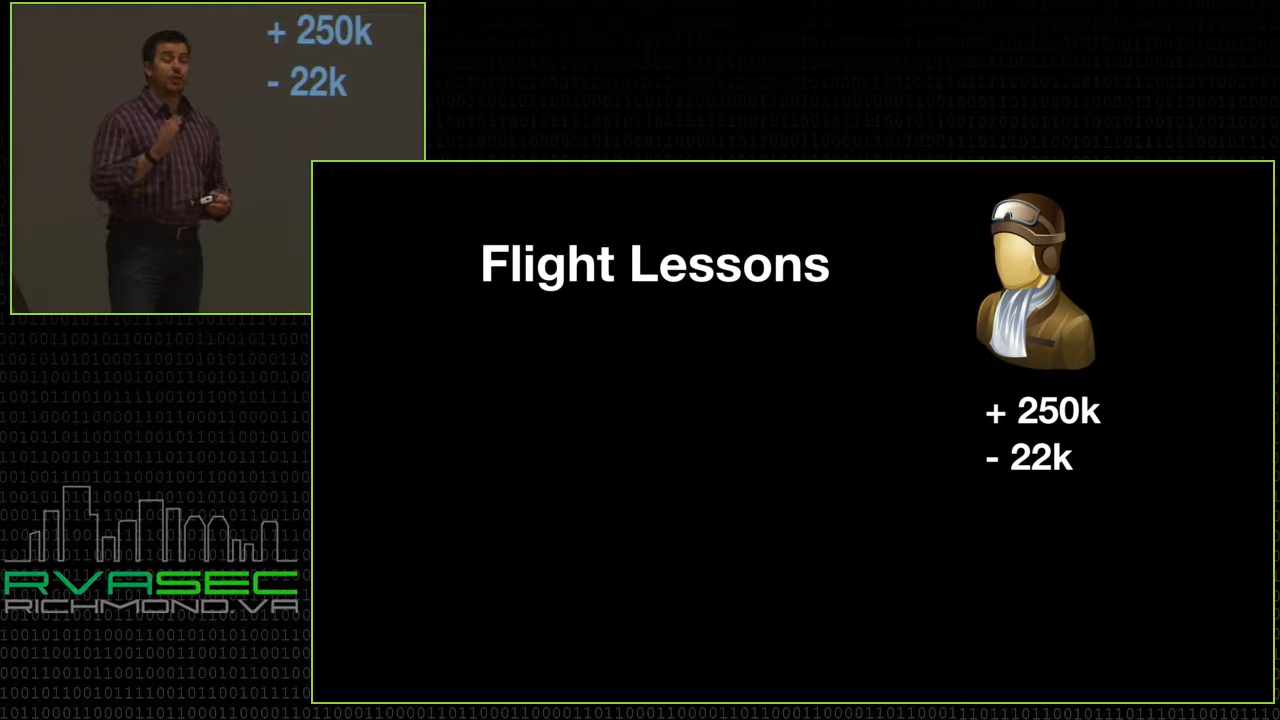 + 250k
- 22k
Flight Lessons
+ 250k
- 22k
RVASEC
RICHMOND.VA